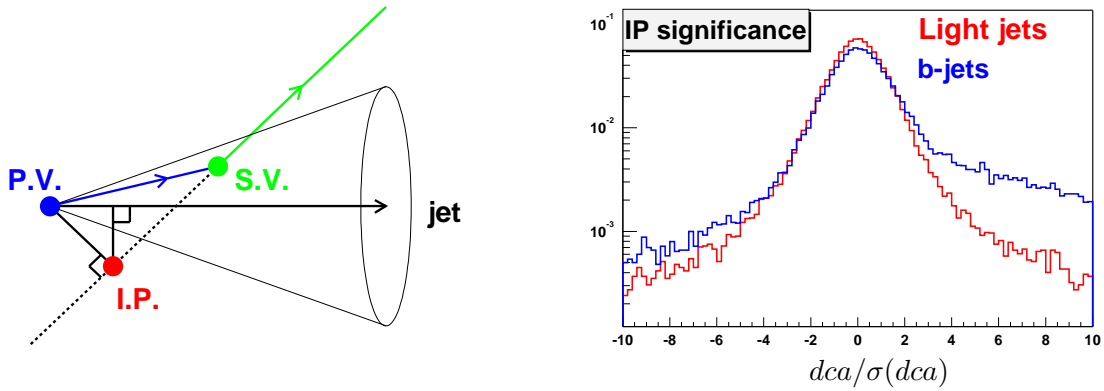 P.V.
S.V.
I.P.
jet
IP significance
Light jets
b-jets
10^-1
10^-2
10^-3
-10 -8 -6 -4 -2 0 2 4 6 8 10
dca/σ(dca)